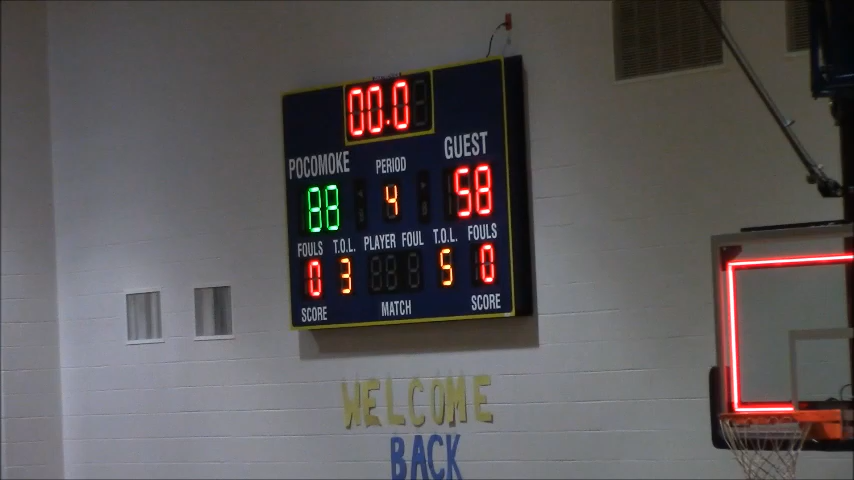 00.0
POCOMOKE PERIOD GUEST
88 4 58
FOULS T.O.L. PLAYER FOUL T.O.L. FOULS
0 3 5 0
SCORE MATCH SCORE
WELCOME
BACK